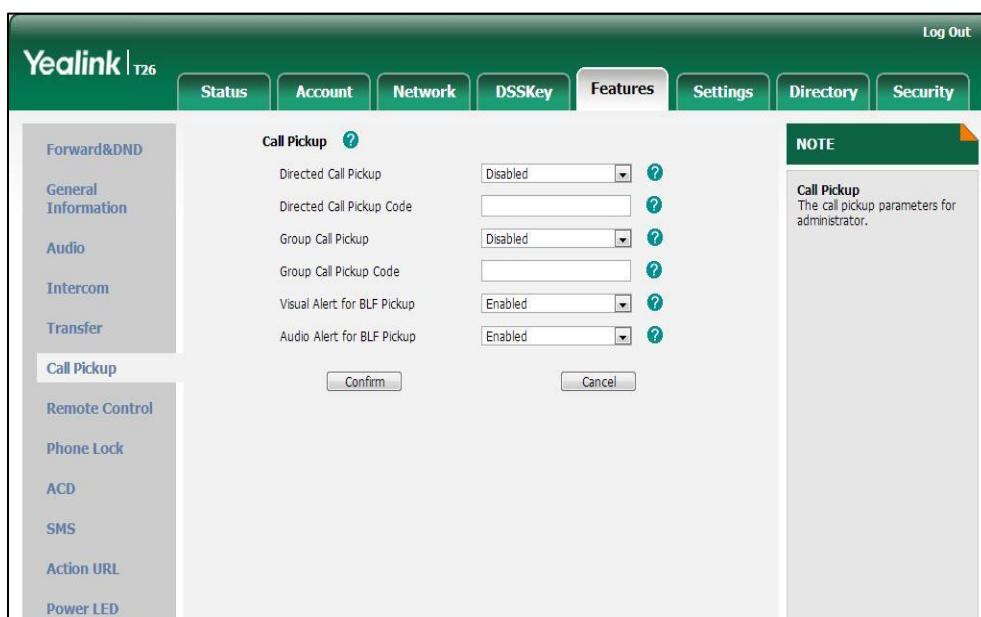 Log Out
Yealink T26
Status Account Network DSSKey Features Settings Directory Security
Forward&DND
General
Information
Audio
Intercom
Transfer
Call Pickup
Remote Control
Phone Lock
ACD
SMS
Action URL
Power LED
Call Pickup ?
Directed Call Pickup Disabled ?
Directed Call Pickup Code ?
Group Call Pickup Disabled ?
Group Call Pickup Code ?
Visual Alert for BLF Pickup Enabled ?
Audio Alert for BLF Pickup Enabled ?
Confirm Cancel
NOTE
Call Pickup
The call pickup parameters for
administrator.